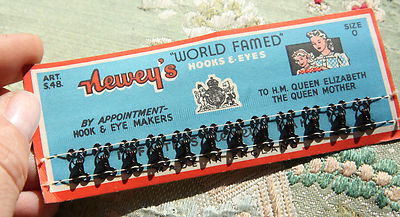 ART.
S.48.
Newey's
"WORLD FAMED"
HOOKS & EYES
SIZE
0
BY APPOINTMENT-
HOOK & EYE MAKERS
TO H.M. QUEEN ELIZABETH
THE QUEEN MOTHER